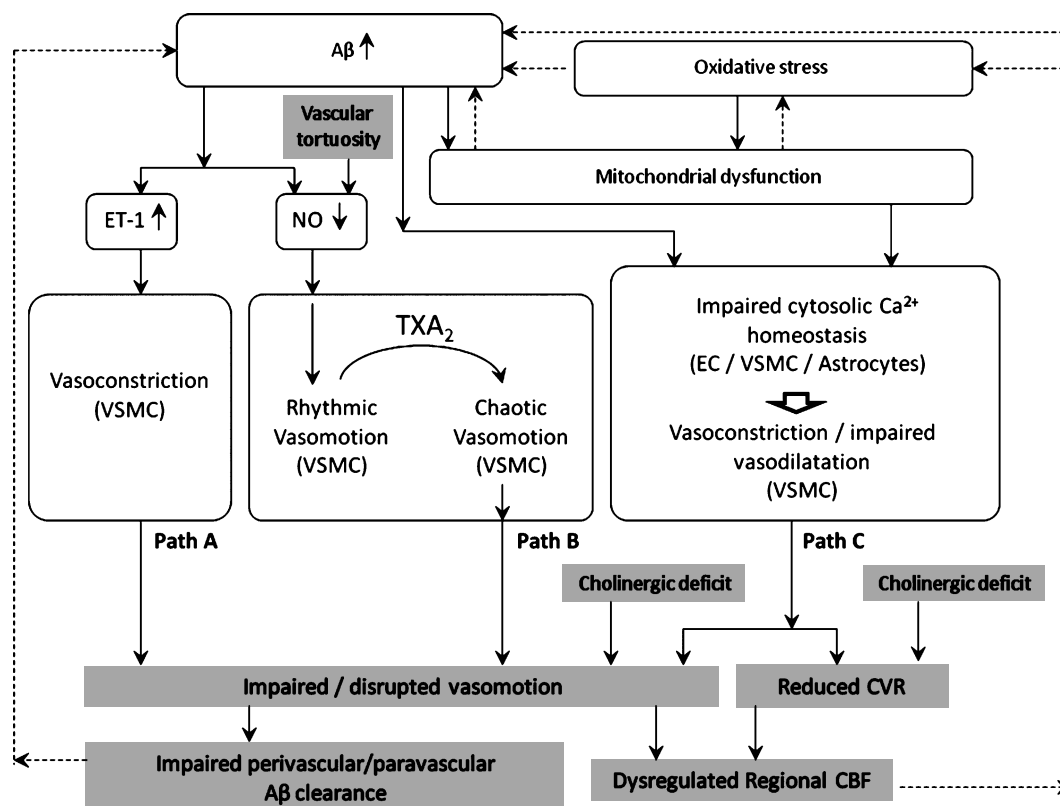 Aβ ↑
Oxidative stress
Vascular
tortuosity
Mitochondrial dysfunction
ET-1 ↑
NO ↓
Vasoconstriction
(VSMC)
TXA₂
Rhythmic
Vasomotion
(VSMC)
Chaotic
Vasomotion
(VSMC)
Impaired cytosolic Ca²⁺
homeostasis
(EC / VSMC / Astrocytes)
Vasoconstriction / impaired
vasodilatation
(VSMC)
Path A
Path B
Path C
Cholinergic deficit
Cholinergic deficit
Impaired / disrupted vasomotion
Reduced CVR
Impaired perivascular/paravascular
Aβ clearance
Dysregulated Regional CBF